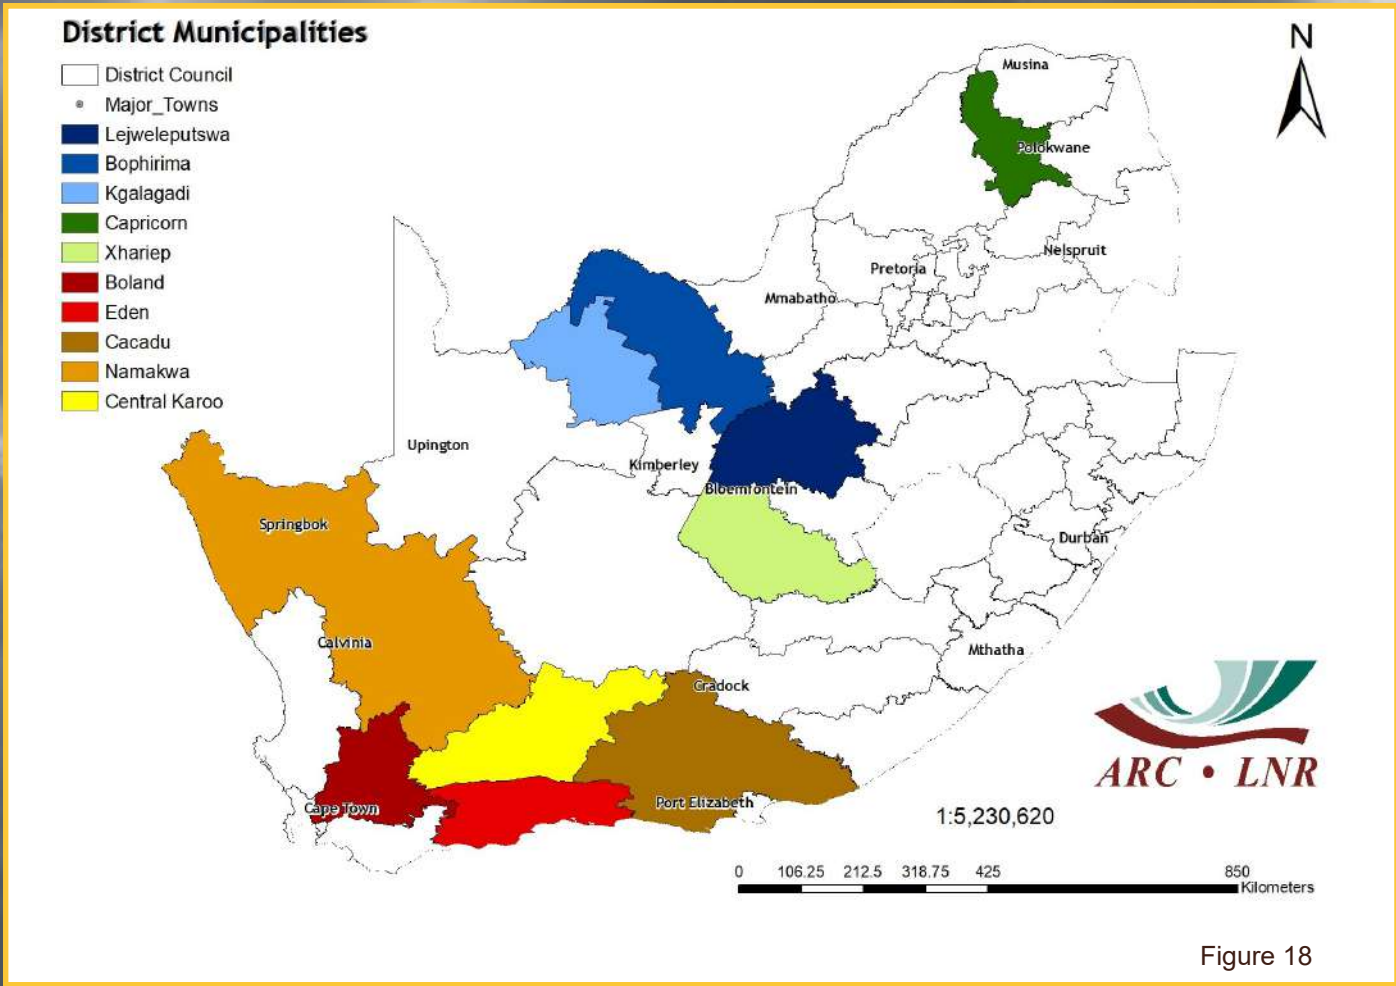 District Municipalities
District Council
Major_Towns
Lejweleputswa
Bophirima
Kgalagadi
Capricorn
Xhariep
Boland
Eden
Cacadu
Namakwa
Central Karoo
N
Musina
Polokwane
Nelspruit
Pretoria
Mmabatho
Upington
Kimberley
Bloemfontein
Springbok
Durban
Calvinia
Mthatha
Cradock
Cape Town
Port Elizabeth
ARC • LNR
1:5,230,620
0 106.25 212.5 318.75 425 850
Kilometers
Figure 18